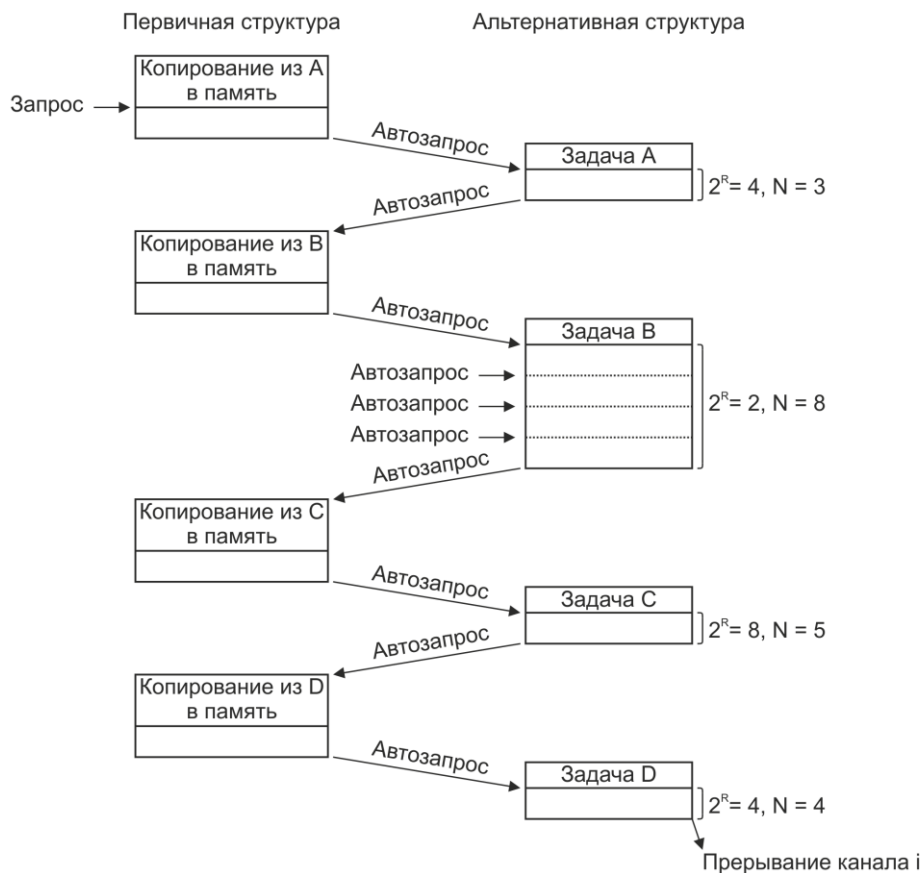 Первичная структура
Альтернативная структура
Копирование из A
в память
Запрос
Автозапрос
Задача A
2ᴿ= 4, N = 3
Автозапрос
Копирование из B
в память
Автозапрос
Задача B
Автозапрос
Автозапрос
2ᴿ= 2, N = 8
Автозапрос
Автозапрос
Копирование из C
в память
Автозапрос
Задача C
2ᴿ= 8, N = 5
Автозапрос
Копирование из D
в память
Автозапрос
Задача D
2ᴿ= 4, N = 4
Прерывание канала i